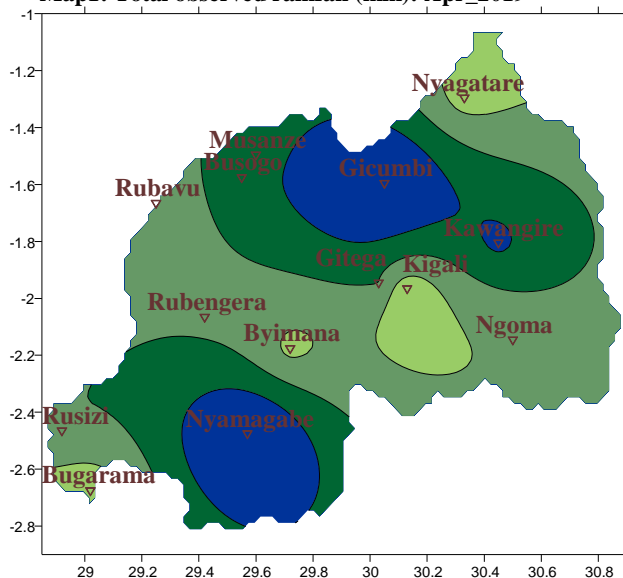 Map1: Total observed rainfall (mm): Apr_2019
-1
-1.2
-1.4
-1.6
-1.8
-2
-2.2
-2.4
-2.6
-2.8
Nyagatare
Musanze
Busogo
Gicumbi
Rubavu
Kawangire
Gitega
Kigali
Rubengera
Byimana
Ngoma
Rusizi
Nyamagabe
Bugarama
29 29.2 29.4 29.6 29.8 30 30.2 30.4 30.6 30.8